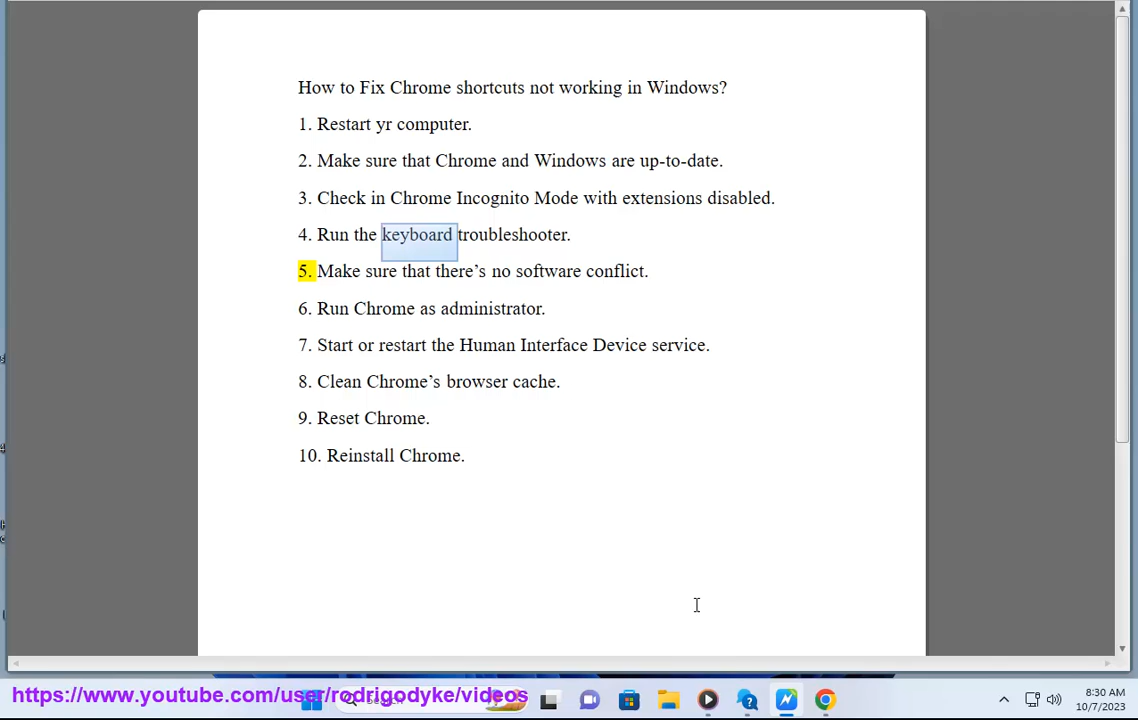 How to Fix Chrome shortcuts not working in Windows?
1. Restart yr computer.
2. Make sure that Chrome and Windows are up-to-date.
3. Check in Chrome Incognito Mode with extensions disabled.
4. Run the keyboard troubleshooter.
5. Make sure that there’s no software conflict.
6. Run Chrome as administrator.
7. Start or restart the Human Interface Device service.
8. Clean Chrome’s browser cache.
9. Reset Chrome.
10. Reinstall Chrome.
https://www.youtube.com/user/rodrigodyke/videos
8:30 AM
10/7/2023